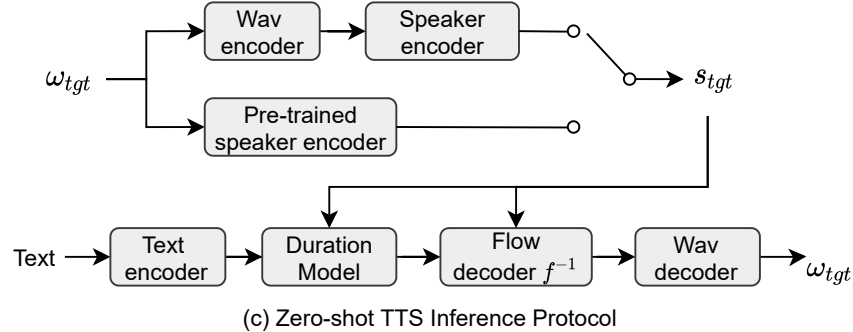 Wav
encoder
Speaker
encoder
ω_tgt
s_tgt
Pre-trained
speaker encoder
Text
Text
encoder
Duration
Model
Flow
decoder f⁻¹
Wav
decoder
ω_tgt
(c) Zero-shot TTS Inference Protocol